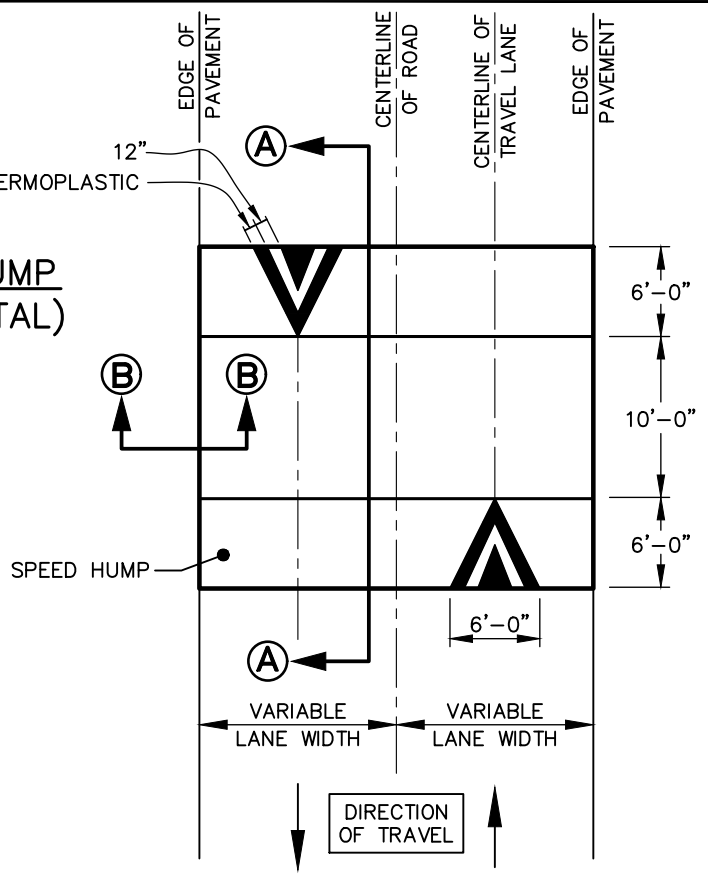 EDGE OF
PAVEMENT
CENTERLINE
OF ROAD
CENTERLINE OF
TRAVEL LANE
EDGE OF
PAVEMENT
12"
ERMOPLASTIC
A
UMP
TAL)
6'-0"
B
B
10'-0"
SPEED HUMP
6'-0"
6'-0"
A
VARIABLE
LANE WIDTH
VARIABLE
LANE WIDTH
DIRECTION
OF TRAVEL